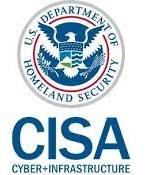 U.S. DEPARTMENT OF
HOMELAND SECURITY
CISA
CYBER+INFRASTRUCTURE